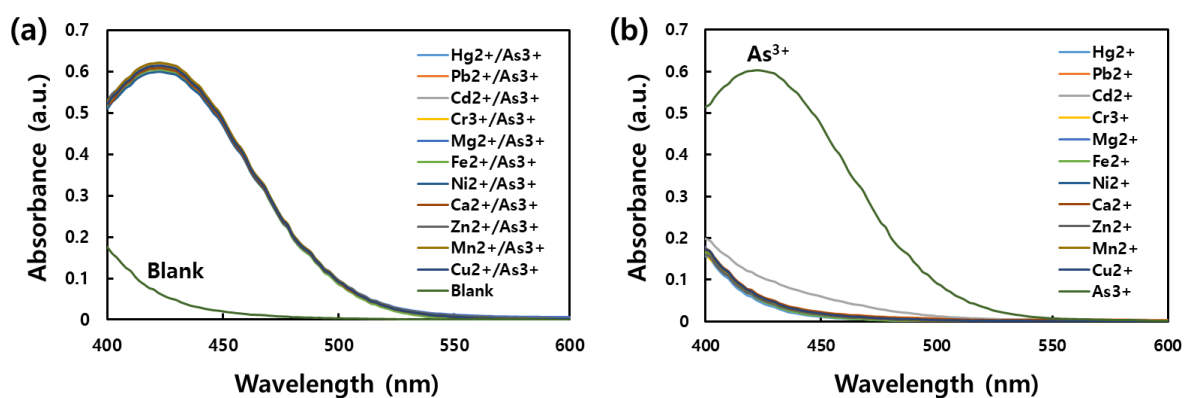 (a)
0.7
0.6
0.5
0.4
0.3
0.2
0.1
0
Absorbance (a.u.)
400
450
500
550
600
Wavelength (nm)
Blank
Hg2+/As3+
Pb2+/As3+
Cd2+/As3+
Cr3+/As3+
Mg2+/As3+
Fe2+/As3+
Ni2+/As3+
Ca2+/As3+
Zn2+/As3+
Mn2+/As3+
Cu2+/As3+
Blank
(b)
0.7
0.6
0.5
0.4
0.3
0.2
0.1
0
Absorbance (a.u.)
400
450
500
550
600
Wavelength (nm)
As³⁺
Hg2+
Pb2+
Cd2+
Cr3+
Mg2+
Fe2+
Ni2+
Ca2+
Zn2+
Mn2+
Cu2+
As3+